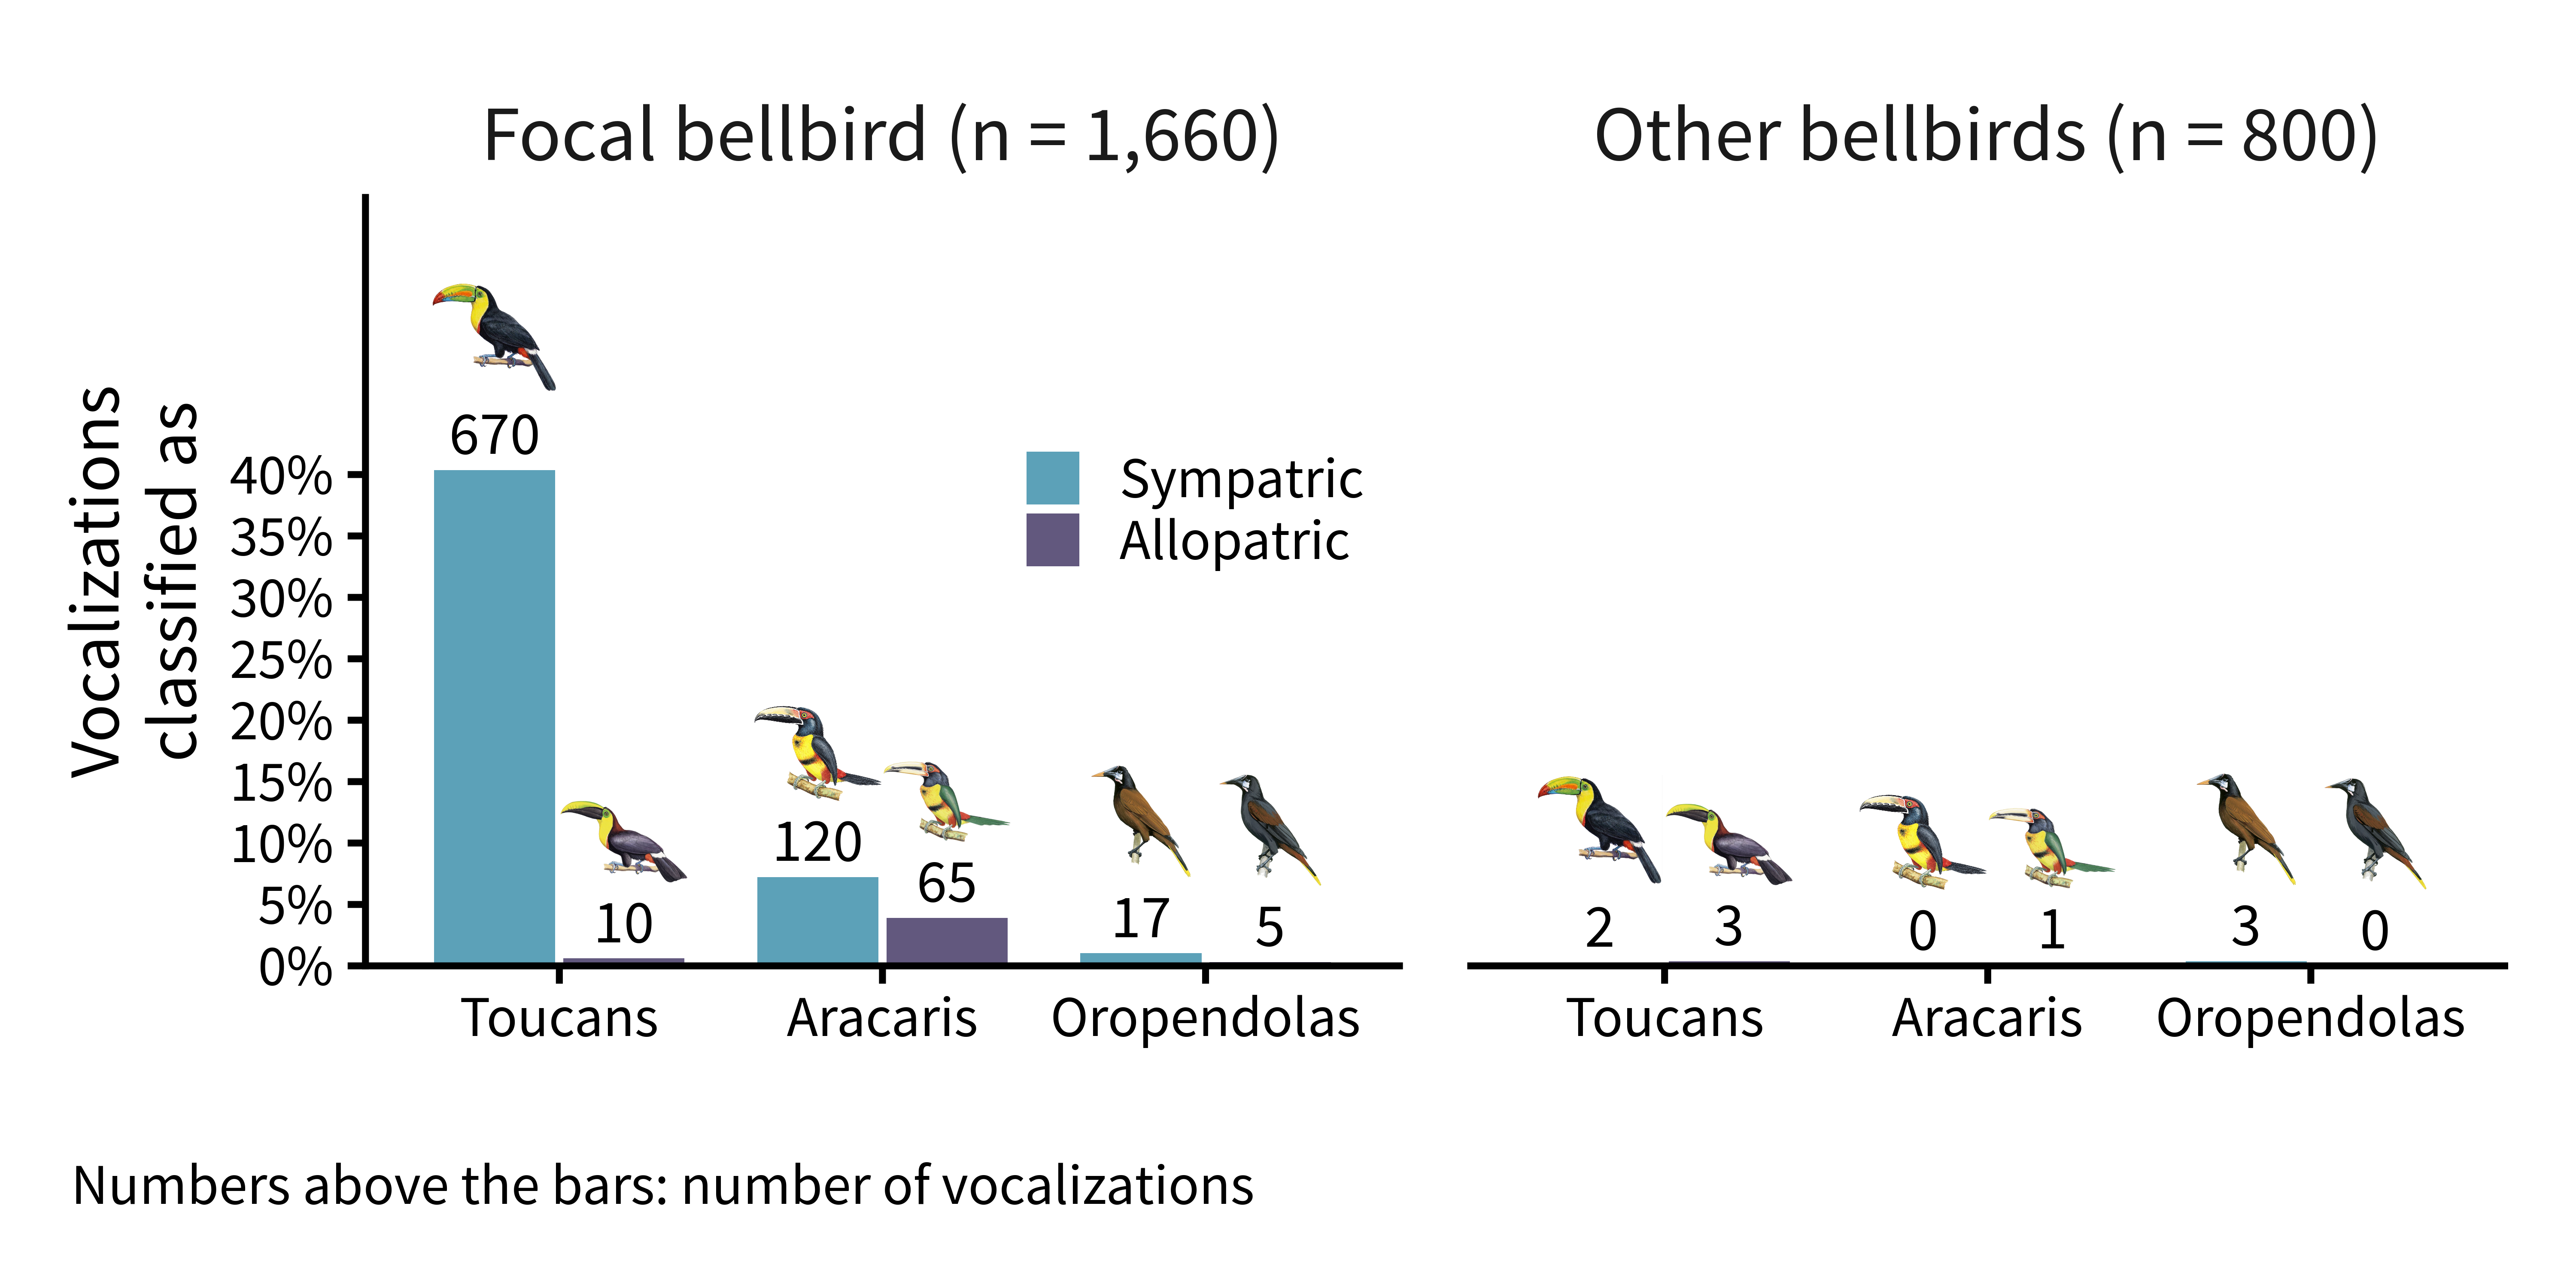 Focal bellbird (n = 1,660)
Other bellbirds (n = 800)
Vocalizations
classified as
40%
35%
30%
25%
20%
15%
10%
5%
0%
670
10
120
65
17
5
Sympatric
Allopatric
2
3
0
1
3
0
Toucans
Aracaris
Oropendolas
Toucans
Aracaris
Oropendolas
Numbers above the bars: number of vocalizations